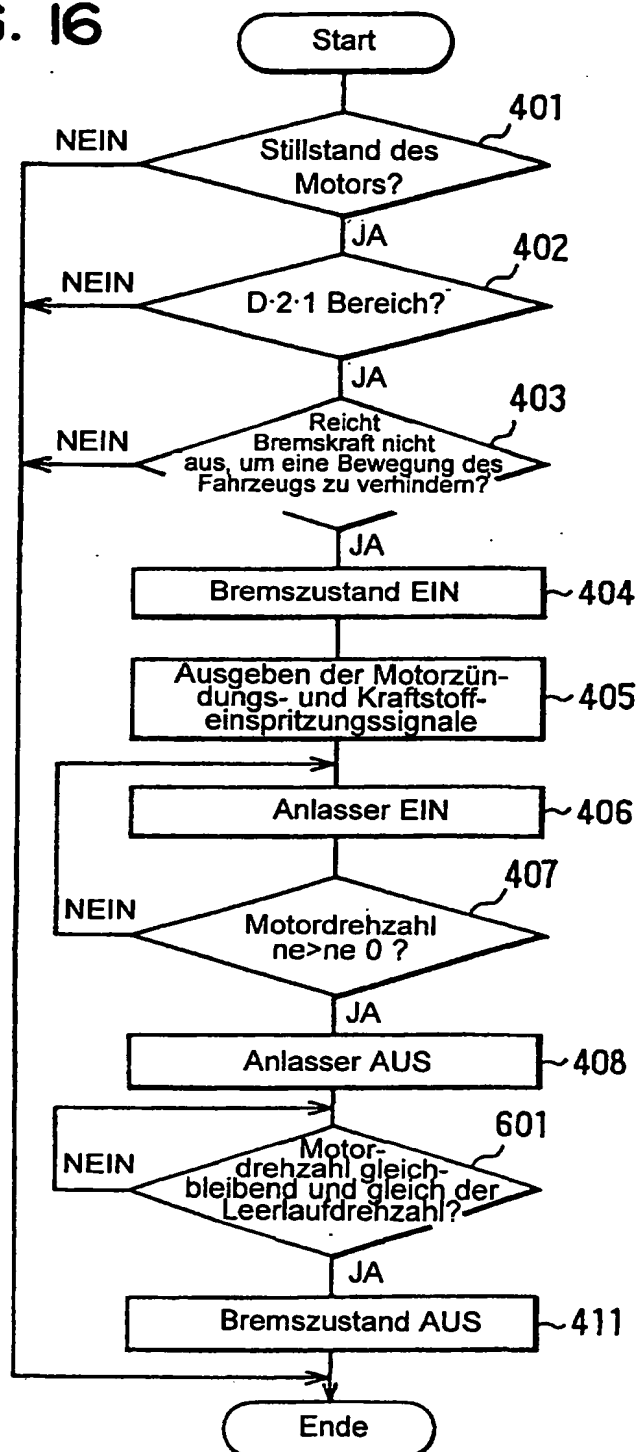 G. 16
Start
401
NEIN
Stillstand des
Motors?
JA
402
NEIN
D·2·1 Bereich?
JA
403
NEIN
Reicht
Bremskraft nicht
aus, um eine Bewegung des
Fahrzeugs zu verhindern?
JA
Bremszustand EIN
404
Ausgeben der Motorzün-
dungs- und Kraftstoff-
einspritzungssignale
405
Anlasser EIN
406
407
NEIN
Motordrehzahl
ne>ne 0 ?
JA
Anlasser AUS
408
601
NEIN
Motor-
drehzahl gleich-
bleibend und gleich der
Leerlaufdrehzahl?
JA
Bremszustand AUS
411
Ende